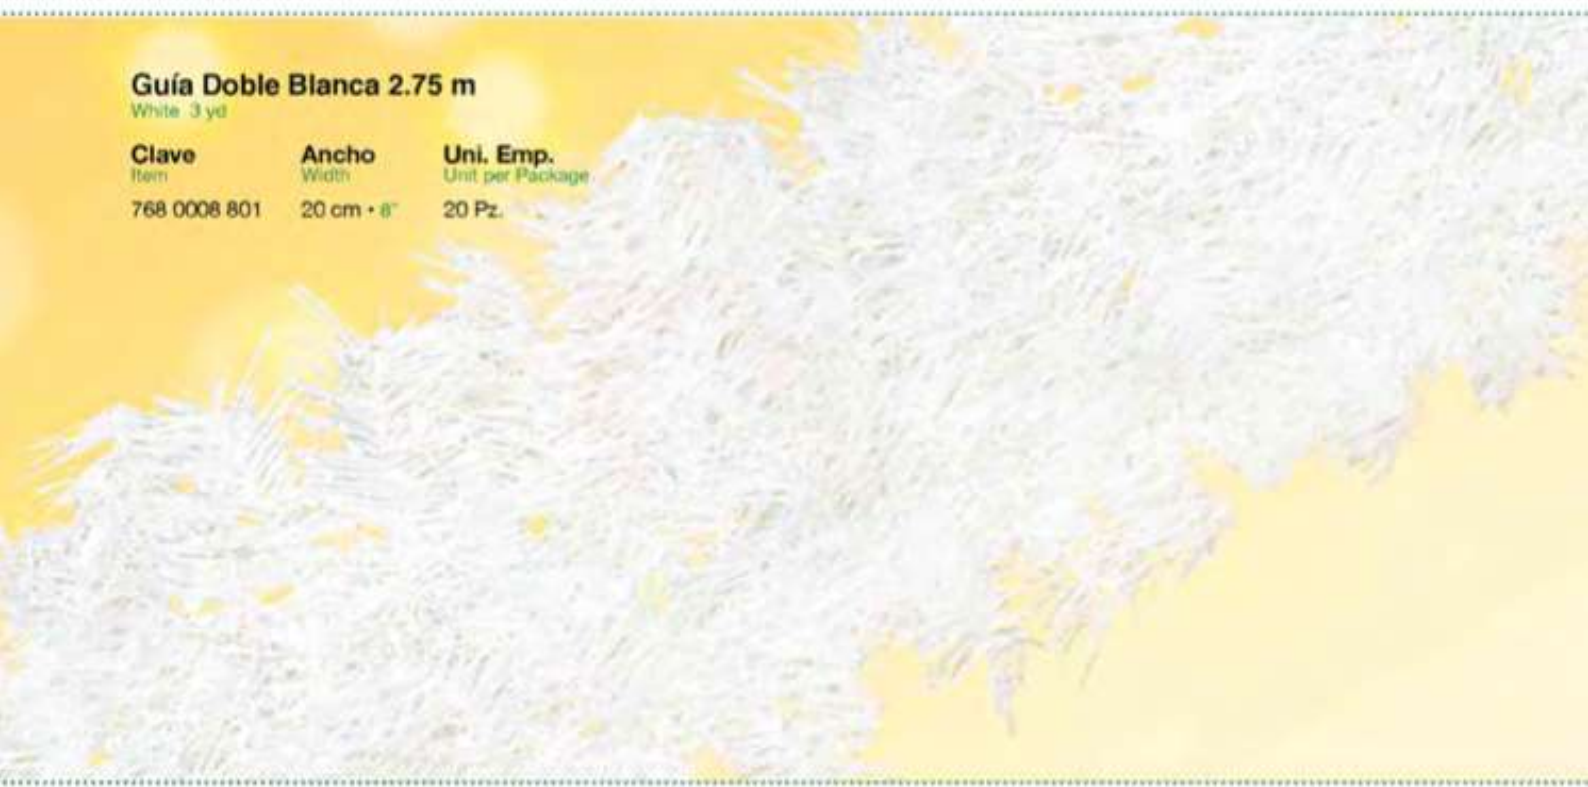 Guía Doble Blanca 2.75 m
White 3 yd
Clave Ancho Uni. Emp.
Item Width Unit per Package
768 0008 801 20 cm • 8" 20 Pz.